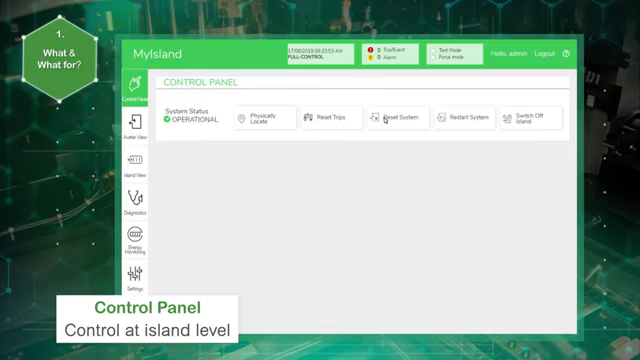 1.
What &
What for?
MyIsland
17/06/2019 09:23:53 AM
FULL-CONTROL
0 Trip/Event
0 Alarm
Test Mode
Force mode
Hello, admin
Logout
Control Panel
Avatar View
Island View
Diagnostics
Energy
Monitoring
Settings
CONTROL PANEL
System Status
OPERATIONAL
Physically
Locate
Reset Trips
Reset System
Restart System
Switch Off
Island
Control Panel
Control at island level